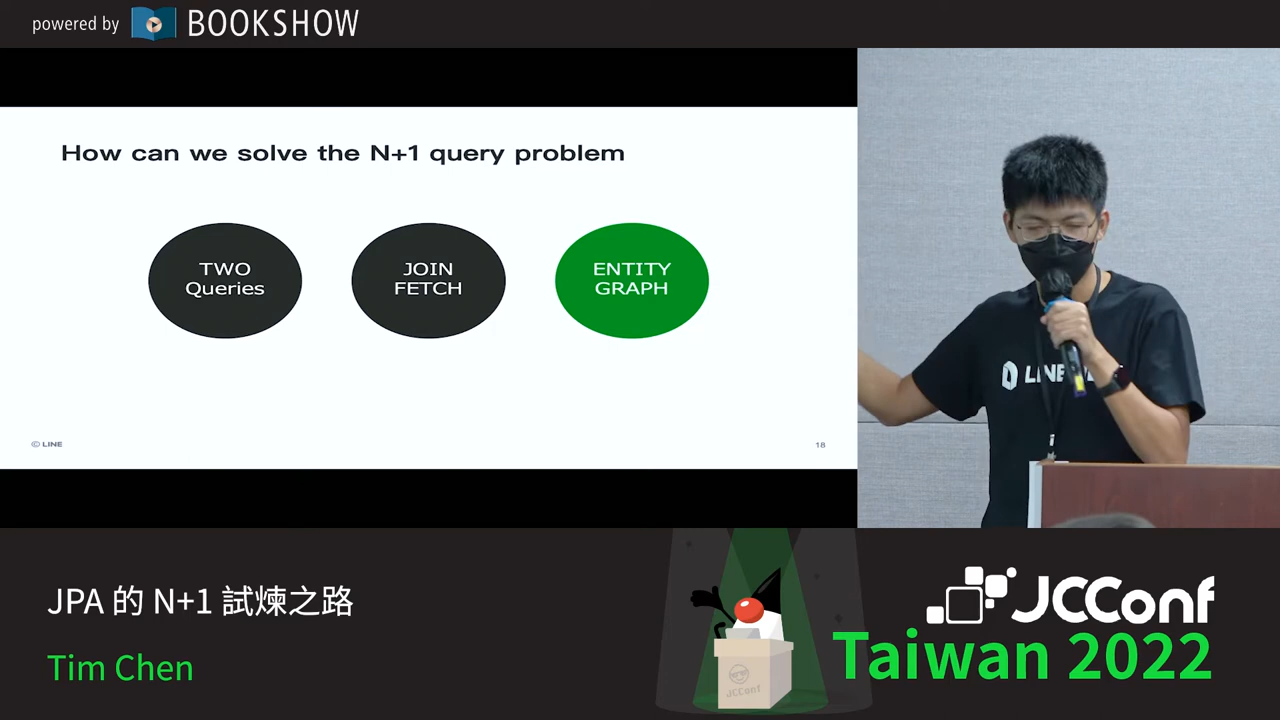 powered by BOOKSHOW
How can we solve the N+1 query problem
TWO
Queries
JOIN
FETCH
ENTITY
GRAPH
© LINE
18
JPA 的 N+1 試煉之路
Tim Chen
JCConf
JCConf
Taiwan 2022